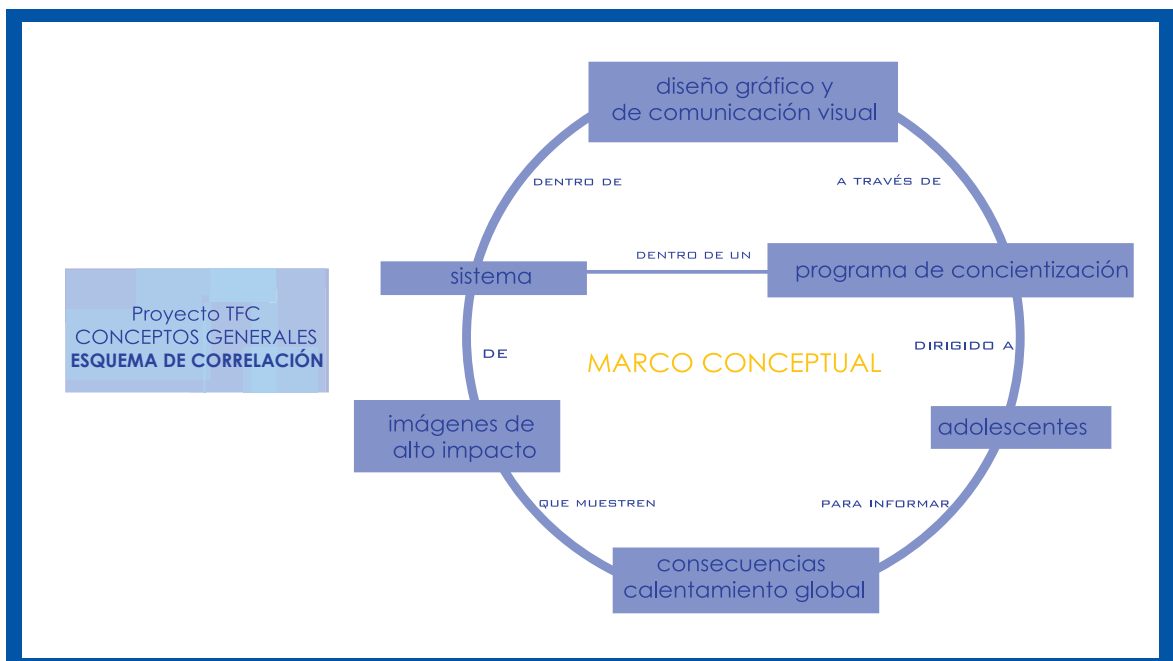 diseño gráfico y
de comunicación visual
DENTRO DE
A TRAVÉS DE
sistema
DENTRO DE UN
programa de concientización
Proyecto TFC
CONCEPTOS GENERALES
ESQUEMA DE CORRELACIÓN
DE
MARCO CONCEPTUAL
DIRIGIDO A
imágenes de
alto impacto
adolescentes
QUE MUESTREN
PARA INFORMAR
consecuencias
calentamiento global